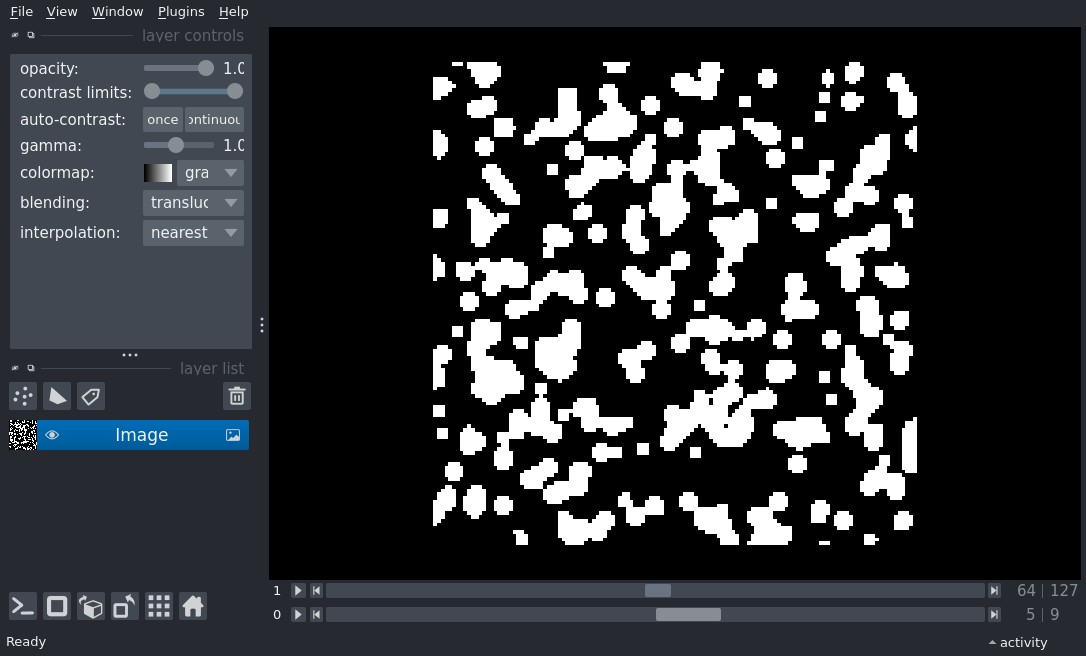 File View Window Plugins Help
layer controls
opacity: 1.0
contrast limits:
auto-contrast: once ontinuou
gamma: 1.0
colormap: gra
blending: transluc
interpolation: nearest
layer list
Image
1 64 | 127
0 5 | 9
Ready activity